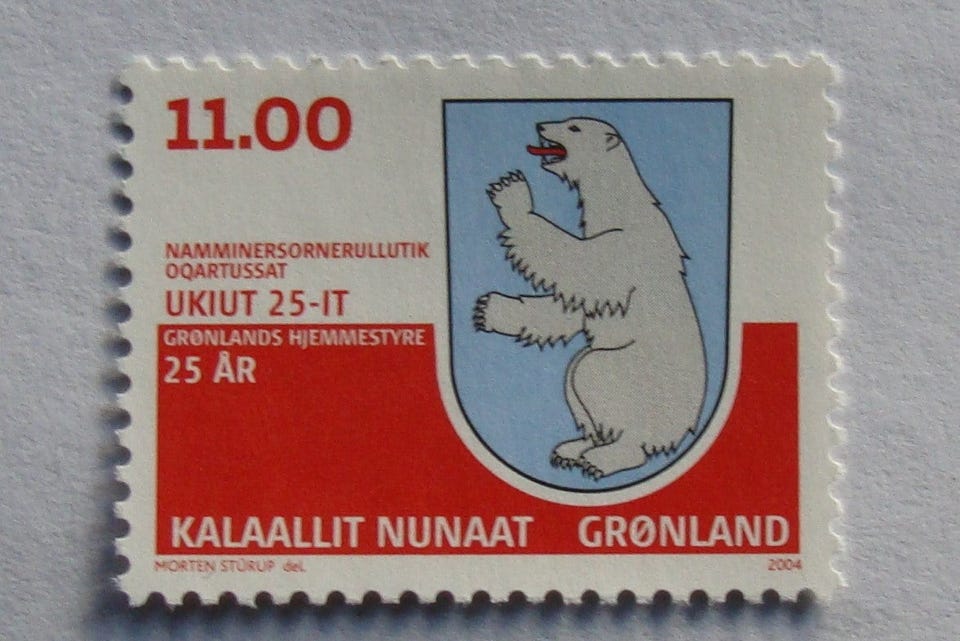 11.00
NAMMINERSORNERULLUTIK
OQARTUSSAT
UKIUT 25-IT
GRØNLANDS HJEMMESTYRE
25 ÅR
KALAALLIT NUNAAT GRØNLAND
MORTEN STÜRUP del. 2004